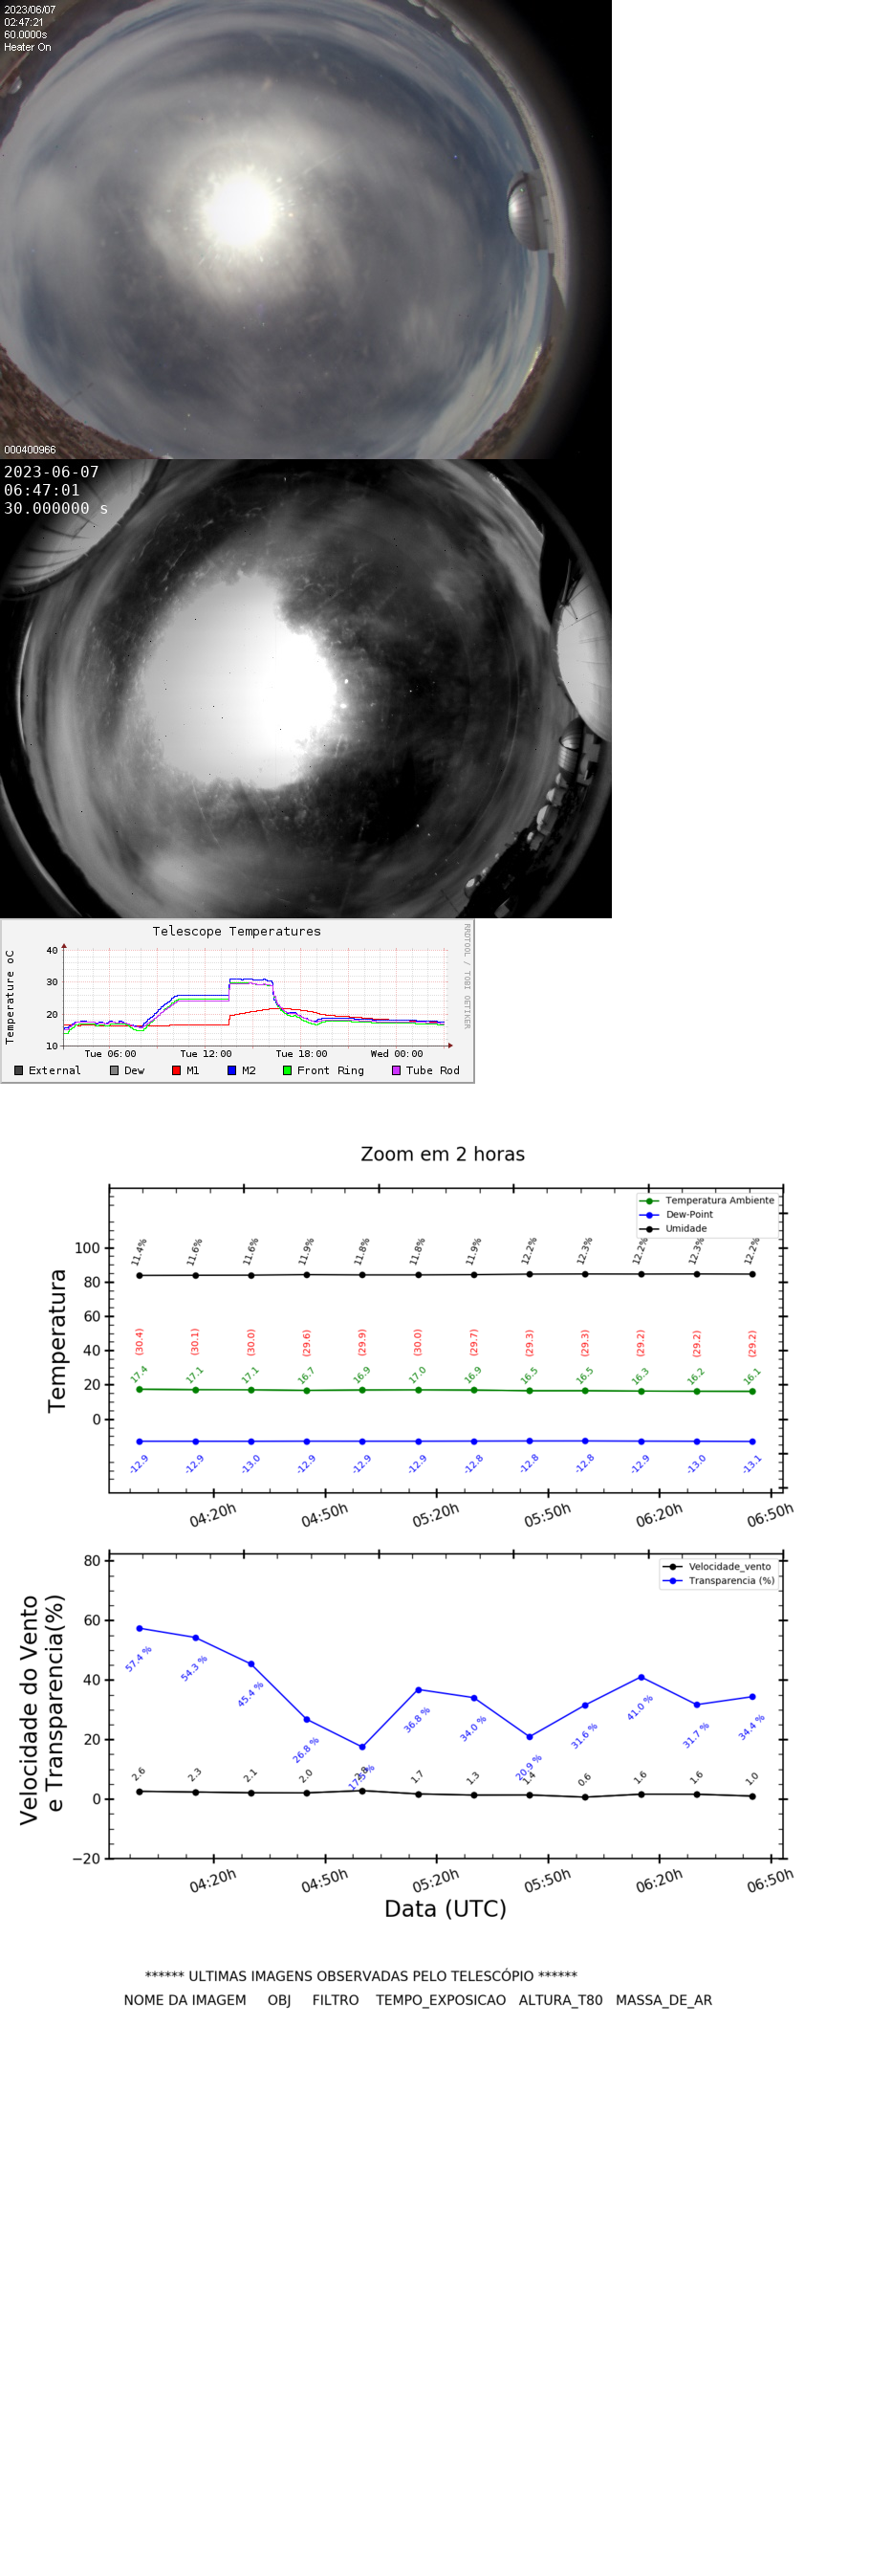 2023/06/07
02:47:21
60.0000s
Heater On
000400966
2023-06-07
06:47:01
30.000000 s
Telescope Temperatures
RRDTOOL / TOBI OETIKER
Temperature oC
40
30
20
10
Tue 06:00 Tue 12:00 Tue 18:00 Wed 00:00
External Dew M1 M2 Front Ring Tube Rod
Zoom em 2 horas
Temperatura Ambiente
Dew-Point
Umidade
Temperatura
100
80
60
40
20
0
11.4% 11.6% 11.6% 11.9% 11.8% 11.8% 11.9% 12.2% 12.3% 12.2% 12.3% 12.2%
(30.4) (30.1) (30.0) (29.6) (29.9) (30.0) (29.7) (29.3) (29.3) (29.2) (29.2) (29.2)
17.4 17.1 17.1 16.7 16.9 17.0 16.9 16.5 16.5 16.3 16.2 16.1
-12.9 -12.9 -13.0 -12.9 -12.9 -12.9 -12.8 -12.8 -12.8 -12.9 -13.0 -13.1
04:20h 04:50h 05:20h 05:50h 06:20h 06:50h
Velocidade_vento
Transparencia (%)
Velocidade do Vento
e Transparencia(%)
80
60
40
20
0
−20
57.4 % 54.3 % 45.4 % 26.8 % 36.8 % 34.0 % 20.9 % 31.6 % 41.0 % 31.7 % 34.4 %
2.6 2.3 2.1 2.0 1.7 1.3 1.4 0.6 1.6 1.6 1.0
04:20h 04:50h 05:20h 05:50h 06:20h 06:50h
Data (UTC)
****** ULTIMAS IMAGENS OBSERVADAS PELO TELESCÓPIO ******
NOME DA IMAGEM OBJ FILTRO TEMPO_EXPOSICAO ALTURA_T80 MASSA_DE_AR